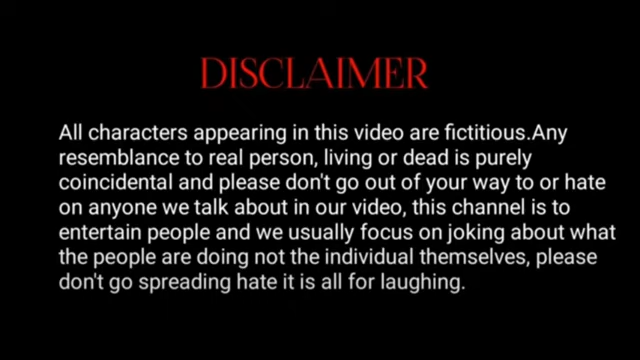 DISCLAIMER
All characters appearing in this video are fictitious.Any
resemblance to real person, living or dead is purely
coincidental and please don't go out of your way to or hate
on anyone we talk about in our video, this channel is to
entertain people and we usually focus on joking about what
the people are doing not the individual themselves, please
don't go spreading hate it is all for laughing.